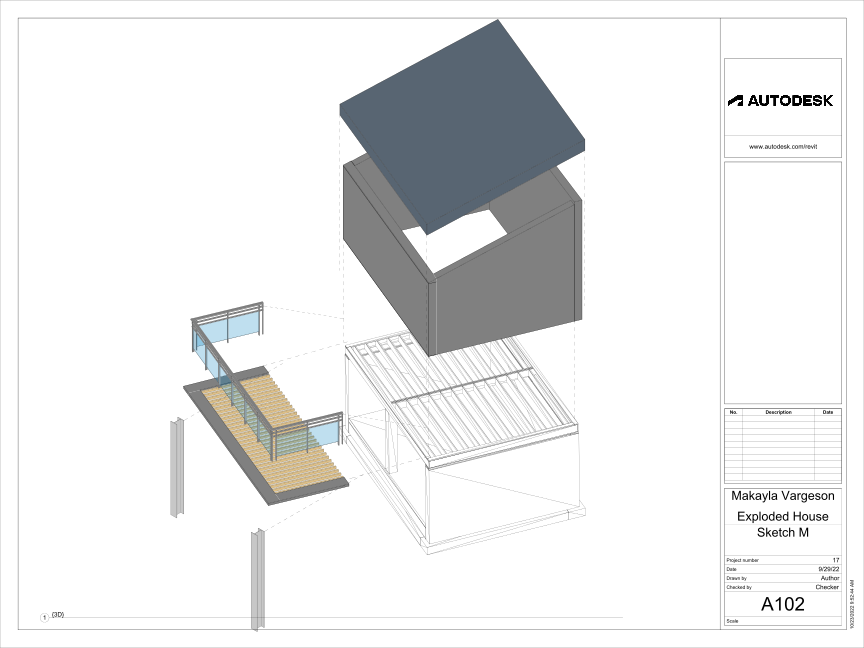 AUTODESK
www.autodesk.com/revit
No. Description Date
Makayla Vargeson
Exploded House
Sketch M
Project number 17
Date 9/29/22
Drawn by Author
Checked by Checker
A102
Scale
1 {3D}
10/23/2022 9:52:44 AM